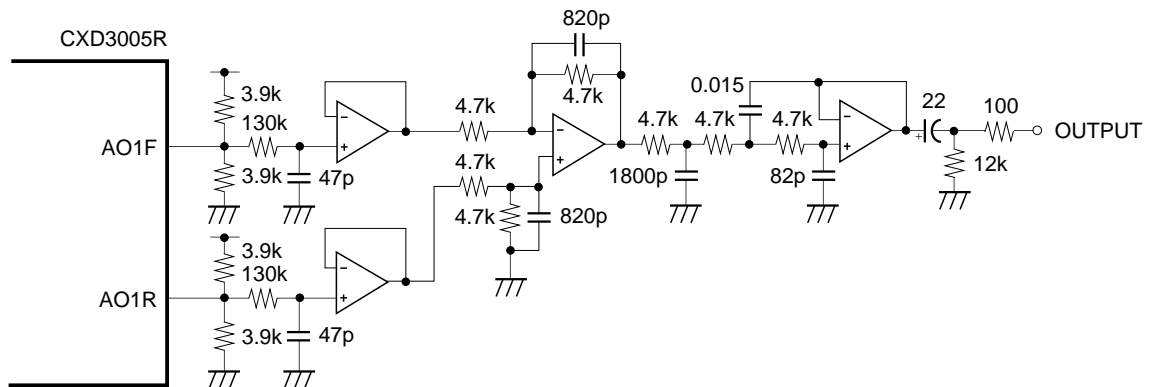 CXD3005R
AO1F
3.9k
130k
3.9k
47p
4.7k
820p
4.7k
4.7k
4.7k
820p
4.7k
1800p
4.7k
0.015
4.7k
82p
22
+
12k
100
OUTPUT
AO1R
3.9k
130k
3.9k
47p